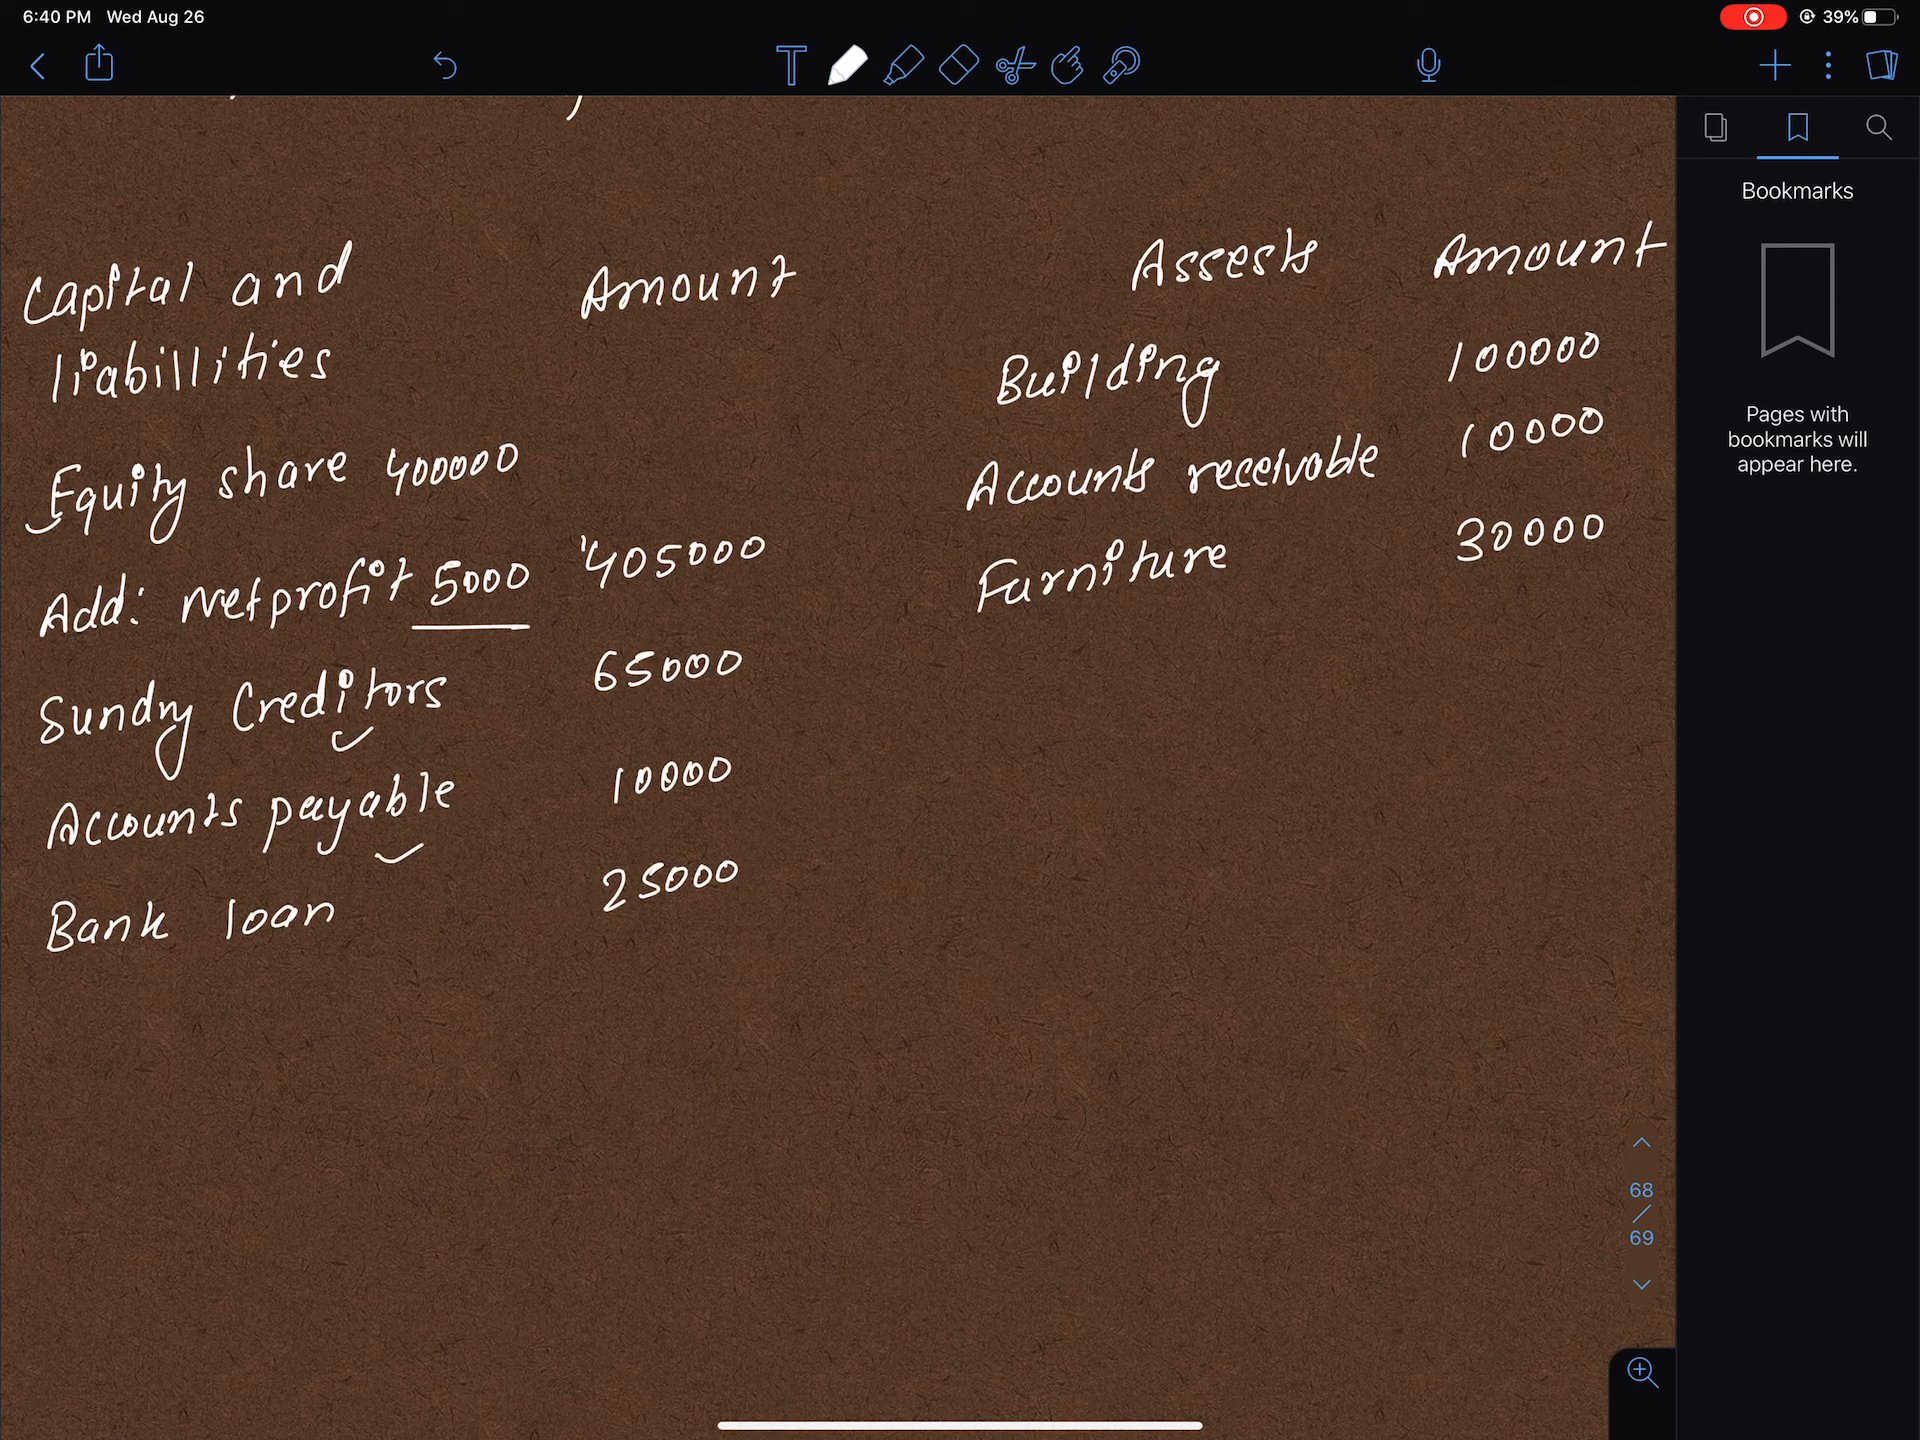 6:40 PM Wed Aug 26
39%
Bookmarks
Pages with
bookmarks will
appear here.
Capital and Amount Assests Amount
liabillities
Building 100000
Equity share 400000
Accounts receivable 10000
Add: Netprofit 5000 405000
Furniture 30000
Sundry Creditors 65000
Accounts payable 10000
Bank loan 25000
68
/
69